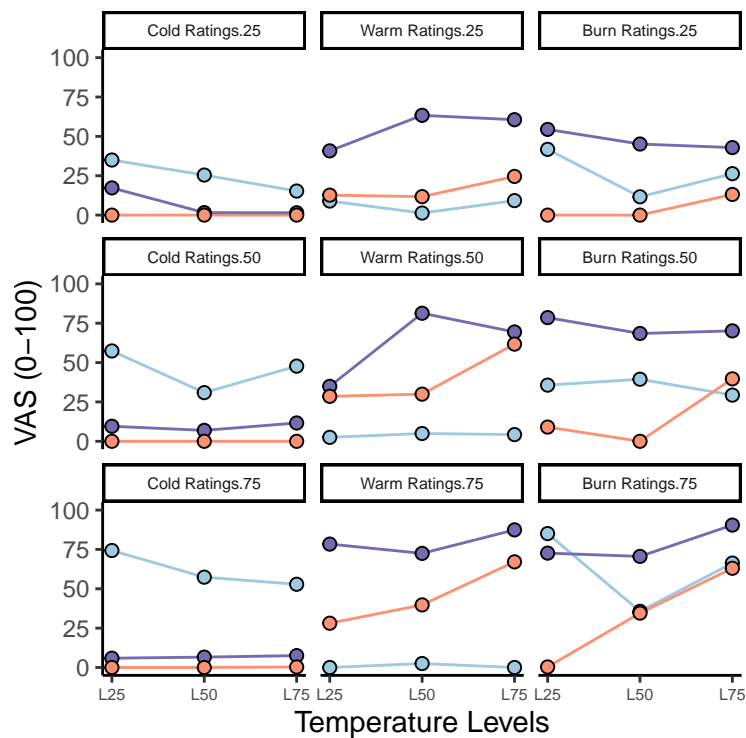 Cold Ratings.25 Warm Ratings.25 Burn Ratings.25
100
75
50
25
0
Cold Ratings.50 Warm Ratings.50 Burn Ratings.50
100
75
50
25
0
Cold Ratings.75 Warm Ratings.75 Burn Ratings.75
100
75
50
25
0
VAS (0−100)
L25 L50 L75 L25 L50 L75 L25 L50 L75
Temperature Levels